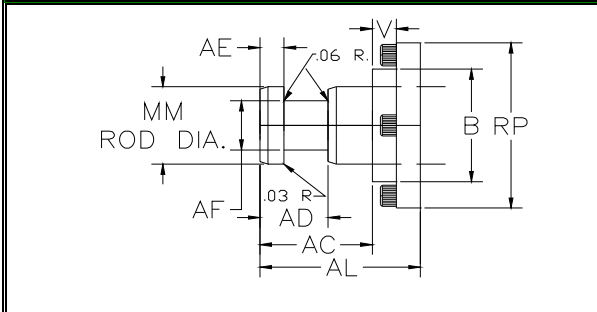 V
AE
.06 R.
MM
ROD DIA.
B
RP
.03 R
AF
AD
AC
AL